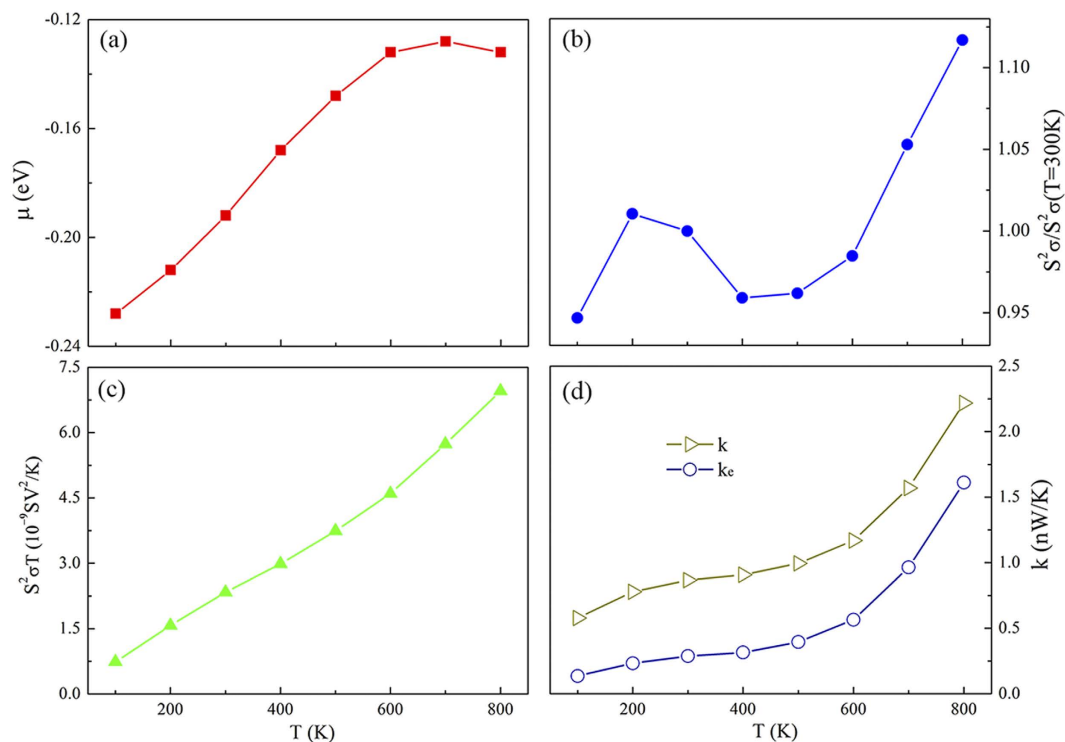 (a)
-0.12
-0.16
-0.20
-0.24
μ (eV)
(b)
1.10
1.05
1.00
0.95
S²σ/S²σ(T=300K)
(c)
7.5
6.0
4.5
3.0
1.5
0.0
S²σT (10⁻⁹SV²/K)
200 400 600 800
T (K)
(d)
k
kₑ
2.5
2.0
1.5
1.0
0.5
0.0
k (nW/K)
200 400 600 800
T (K)